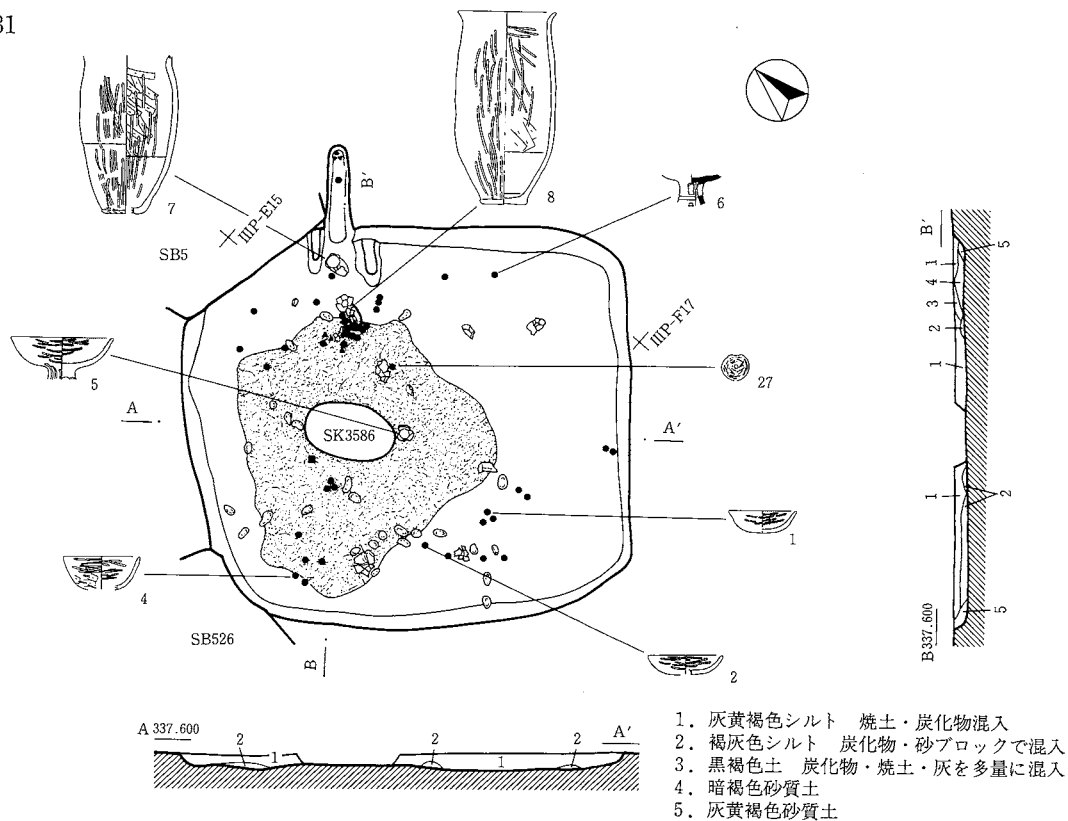 31
7
8
6
B'
ⅢP-E15
SB5
ⅢP-F17
5
27
A
A'
SK3586
1
4
2
SB526
B
B'
5
1
4
3
2
1
1
2
5
B 337.600
A 337.600
A'
2
1
2
1
2
1. 灰黄褐色シルト 焼土・炭化物混入
2. 褐灰色シルト 炭化物・砂ブロックで混入
3. 黒褐色土 炭化物・焼土・灰を多量に混入
4. 暗褐色砂質土
5. 灰黄褐色砂質土